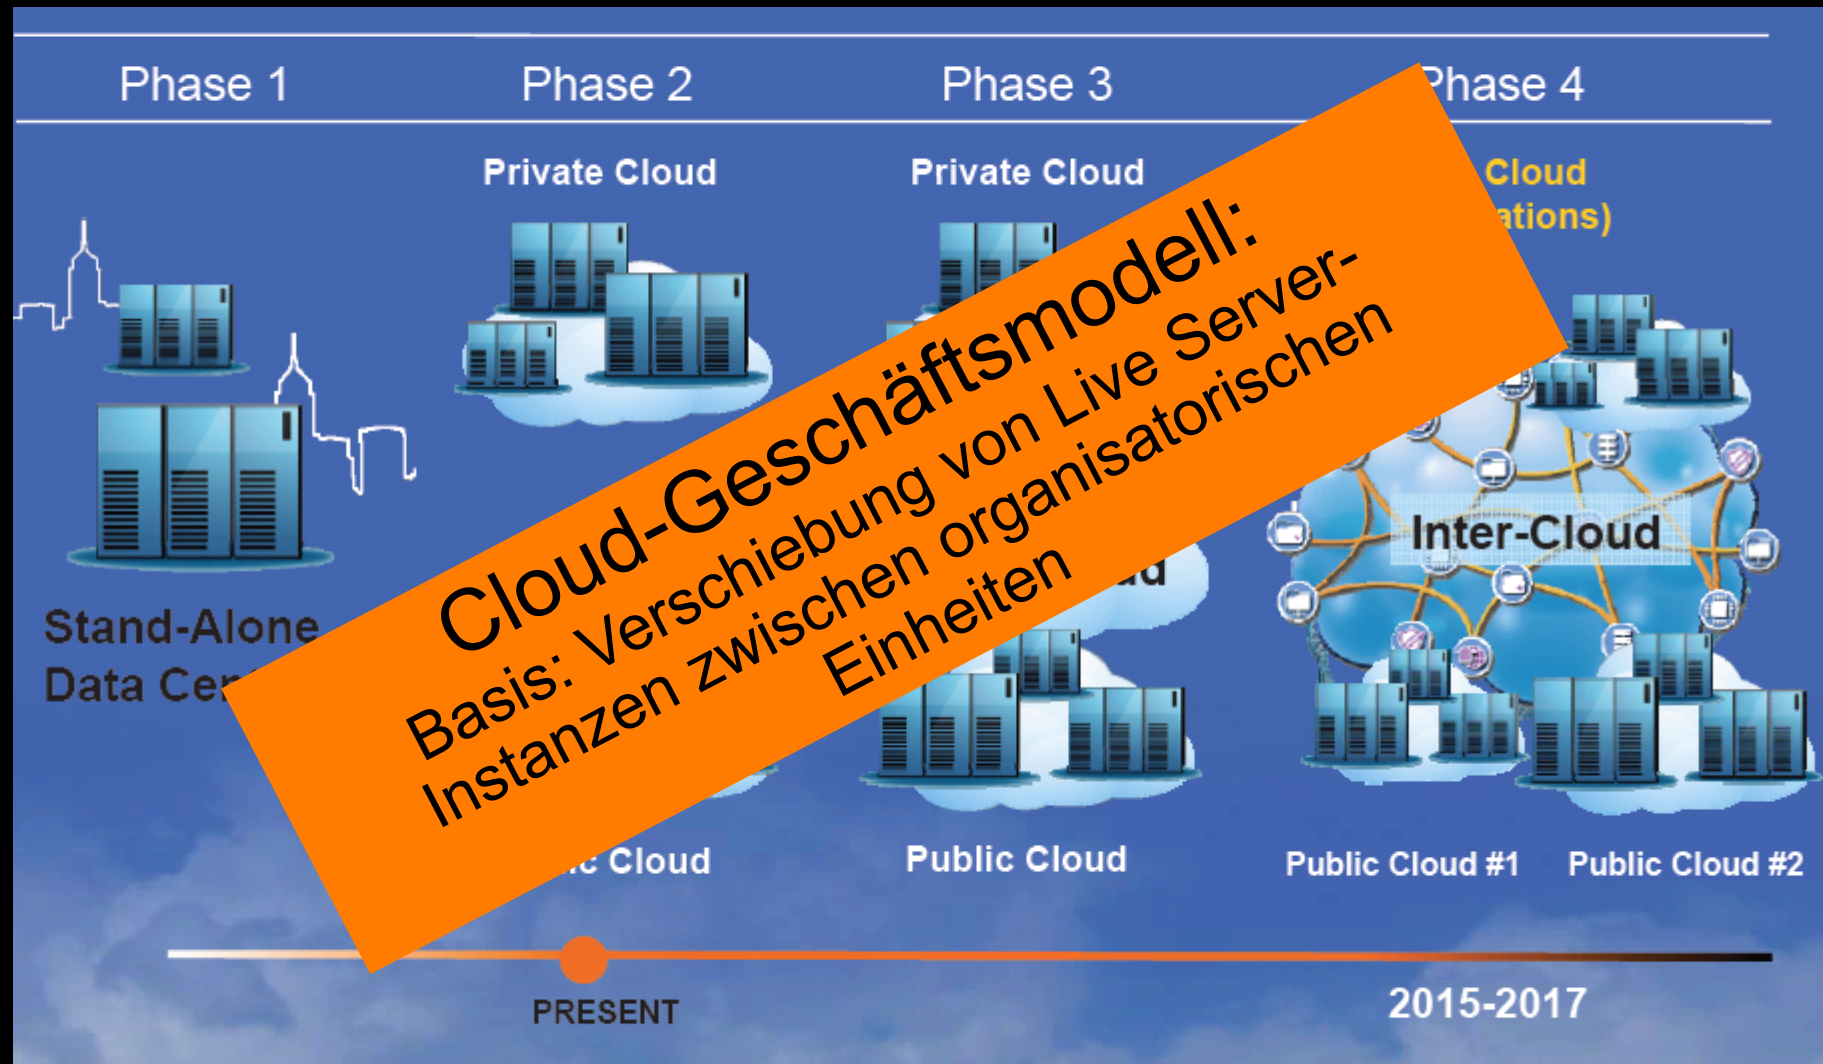 Phase 1
Phase 2
Phase 3
Phase 4
Private Cloud
Private Cloud
Cloud
Cloud-Geschäftsmodell:
Basis: Verschiebung von Live Server-
Instanzen zwischen organisatorischen
Einheiten
Stand-Alone
Data
Inter-Cloud
Cloud
Public Cloud
Public Cloud #1
Public Cloud #2
PRESENT
2015-2017